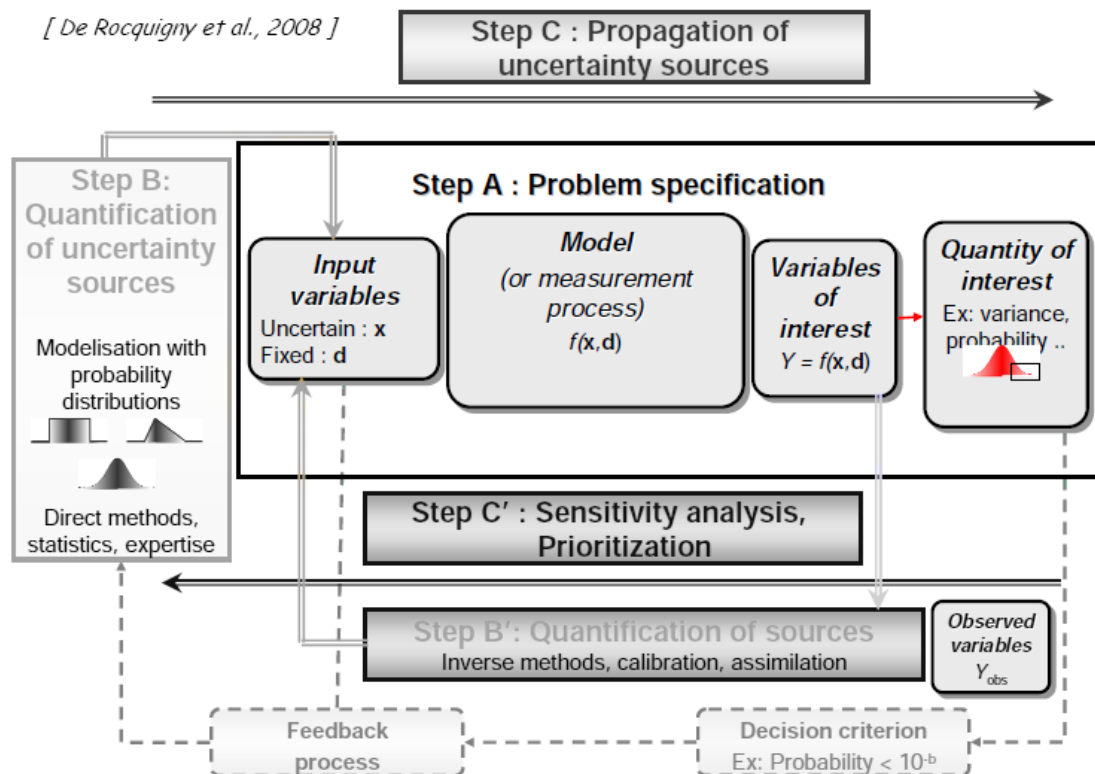 [ De Rocquigny et al., 2008 ]
Step C : Propagation of
uncertainty sources
Step B:
Quantification
of uncertainty
sources
Modelisation with
probability
distributions
Direct methods,
statistics, expertise
Step A : Problem specification
Input
variables
Uncertain : x
Fixed : d
Model
(or measurement
process)
f(x,d)
Variables
of
interest
Y = f(x,d)
Quantity of
interest
Ex: variance,
probability ..
Step C' : Sensitivity analysis,
Prioritization
Step B': Quantification of sources
Inverse methods, calibration, assimilation
Observed
variables
Yobs
Feedback
process
Decision criterion
Ex: Probability < 10-b